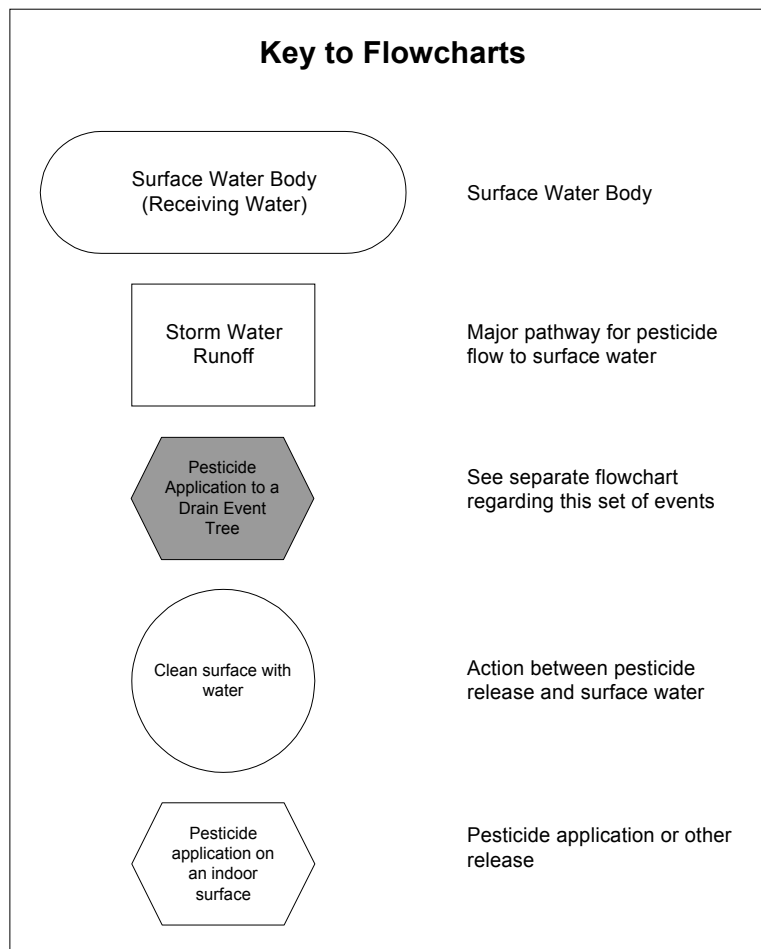 Key to Flowcharts
Surface Water Body
(Receiving Water)
Surface Water Body
Storm Water
Runoff
Major pathway for pesticide
flow to surface water
Pesticide
Application to a
Drain Event
Tree
See separate flowchart
regarding this set of events
Clean surface with
water
Action between pesticide
release and surface water
Pesticide
application on
an indoor
surface
Pesticide application or other
release